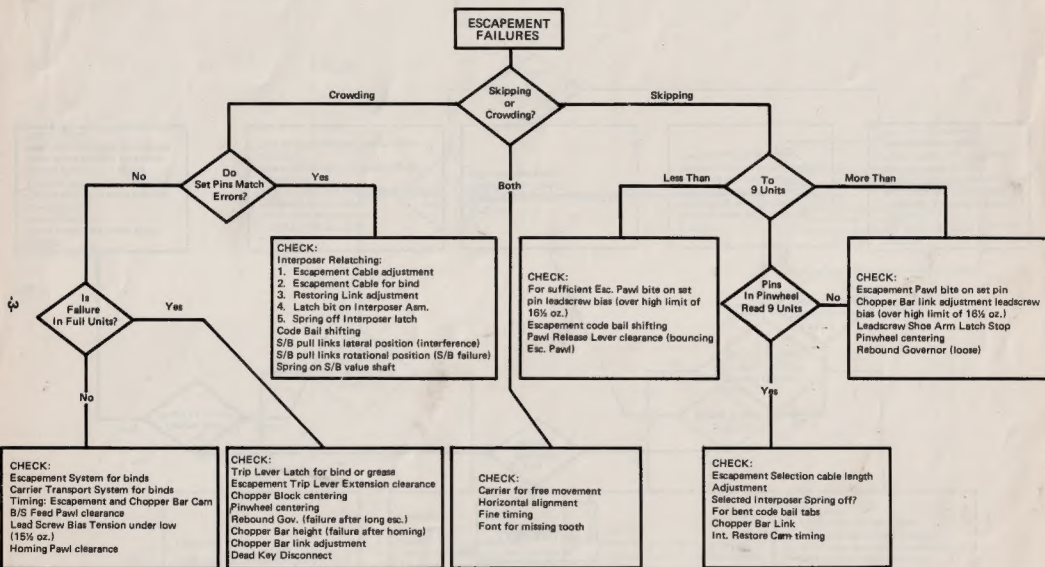 ESCAPEMENT
FAILURES
Skipping
or
Crowding?
Crowding
Skipping
Both
Do
Set Pins Match
Errors?
No
Yes
To
9 Units
Less Than
More Than
CHECK:
Interposer Relatching:
1. Escapement Cable adjustment
2. Escapement Cable for bind
3. Restoring Link adjustment
4. Latch bit on Interposer Asm.
5. Spring off Interposer latch
Code Bail shifting
S/B pull links lateral position (interference)
S/B pull links rotational position (S/B failure)
Spring on S/B value shaft
CHECK:
For sufficient Esc. Pawl bite on set
pin leadscrew bias (over high limit of
16½ oz.)
Escapement code bail shifting
Pawl Release Lever clearance (bouncing
Esc. Pawl)
Pins
In Pinwheel
Read 9 Units
No
Yes
CHECK:
Escapement Pawl bite on set pin
Chopper Bar link adjustment leadscrew
bias (over high limit of 16½ oz.)
Leadscrew Shoe Arm Latch Stop
Pinwheel centering
Rebound Governor (loose)
Is
Failure
In Full Units?
Yes
No
CHECK:
Escapement System for binds
Carrier Transport System for binds
Timing: Escapement and Chopper Bar Cam
B/S Feed Pawl clearance
Lead Screw Bias Tension under low
(15½ oz.)
Homing Pawl clearance
CHECK:
Trip Lever Latch for bind or grease
Escapement Trip Lever Extension clearance
Chopper Block centering
Pinwheel centering
Rebound Gov. (failure after long esc.)
Chopper Bar height (failure after homing)
Chopper Bar link adjustment
Dead Key Disconnect
CHECK:
Carrier for free movement
Horizontal alignment
Fine timing
Font for missing tooth
CHECK:
Escapement Selection cable length
Adjustment
Selected Interposer Spring off?
For bent code bail tabs
Chopper Bar Link
Int. Restore Cam timing